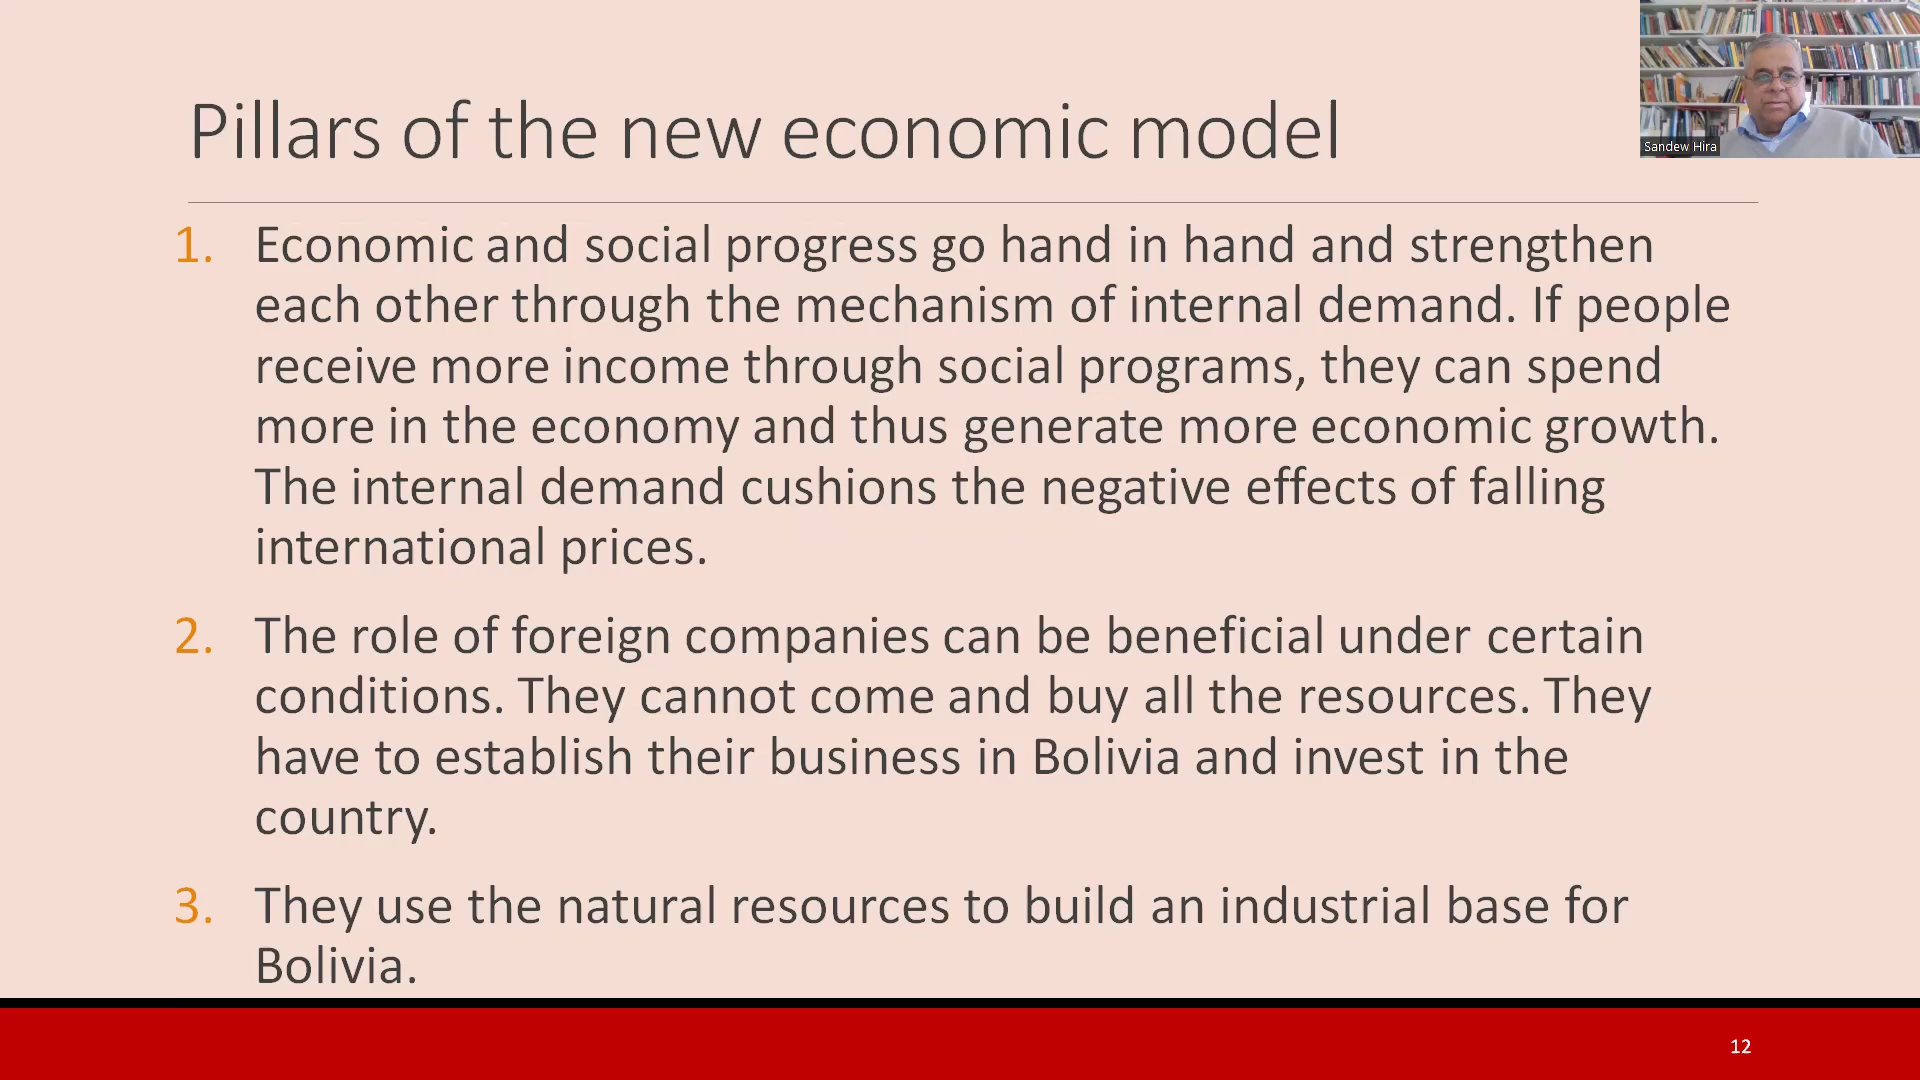 Pillars of the new economic model
Sandew Hira
1. Economic and social progress go hand in hand and strengthen
each other through the mechanism of internal demand. If people
receive more income through social programs, they can spend
more in the economy and thus generate more economic growth.
The internal demand cushions the negative effects of falling
international prices.
2. The role of foreign companies can be beneficial under certain
conditions. They cannot come and buy all the resources. They
have to establish their business in Bolivia and invest in the
country.
3. They use the natural resources to build an industrial base for
Bolivia.
12